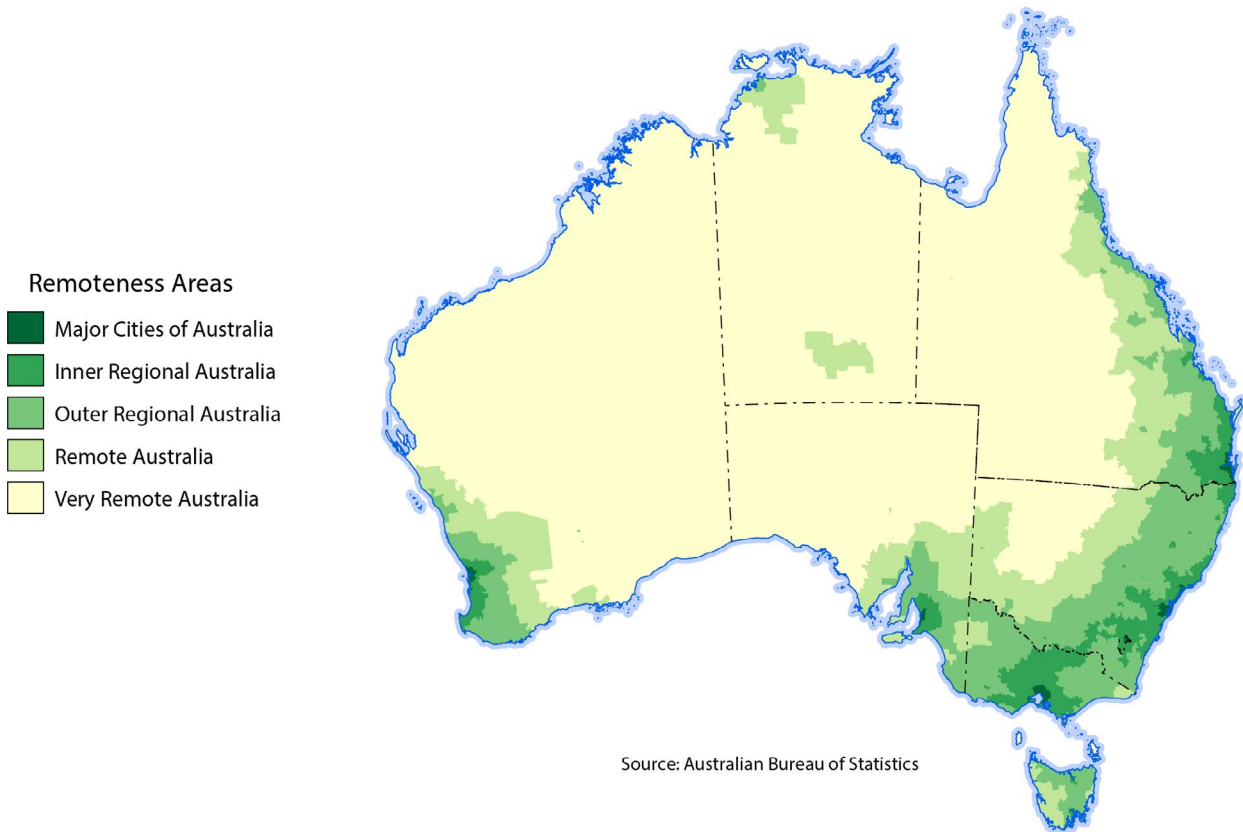 Remoteness Areas
Major Cities of Australia
Inner Regional Australia
Outer Regional Australia
Remote Australia
Very Remote Australia
Source: Australian Bureau of Statistics